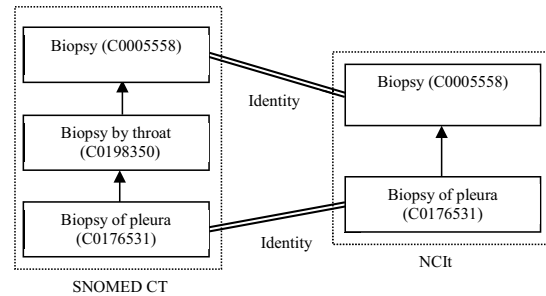 Biopsy (C0005558)
Biopsy by throat
(C0198350)
Biopsy of pleura
(C0176531)
SNOMED CT
Identity
Identity
Biopsy (C0005558)
Biopsy of pleura
(C0176531)
NCIt